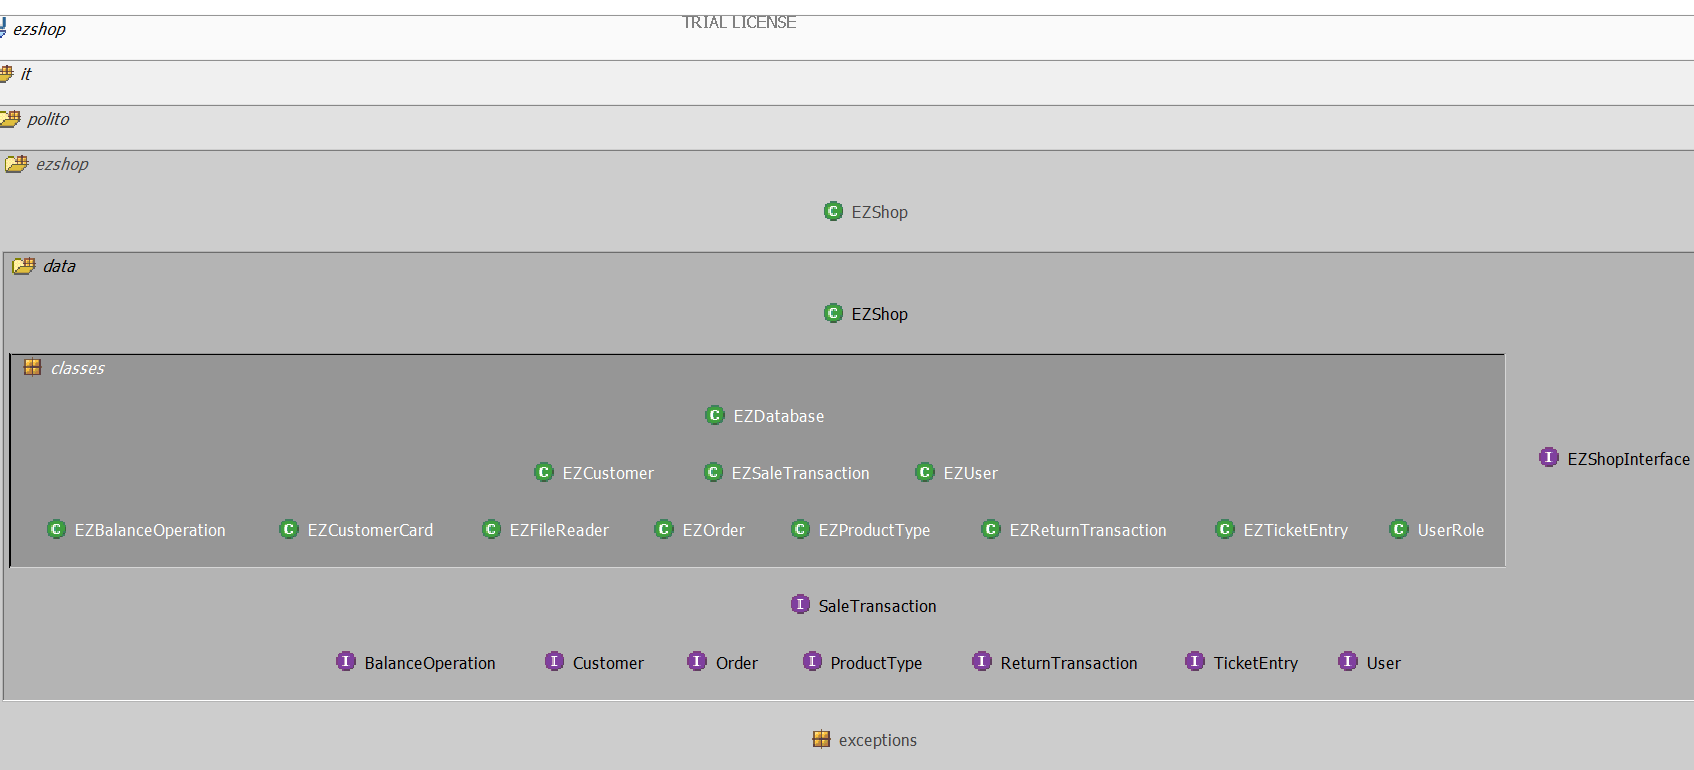 TRIAL LICENSE
ezshop
it
polito
ezshop
C EZShop
data
C EZShop
classes
C EZDatabase
C EZCustomer C EZSaleTransaction C EZUser
I EZShopInterface
C EZBalanceOperation C EZCustomerCard C EZFileReader C EZOrder C EZProductType C EZReturnTransaction C EZTicketEntry C UserRole
I SaleTransaction
I BalanceOperation I Customer I Order I ProductType I ReturnTransaction I TicketEntry I User
exceptions